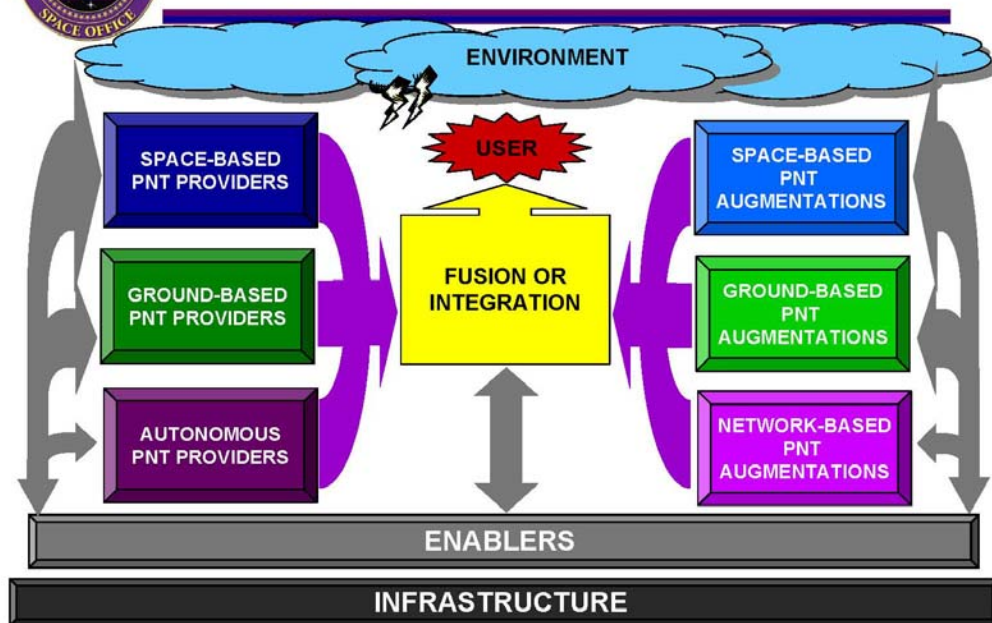 SPACE OFFICE
ENVIRONMENT
USER
SPACE-BASED
PNT PROVIDERS
GROUND-BASED
PNT PROVIDERS
AUTONOMOUS
PNT PROVIDERS
FUSION OR
INTEGRATION
SPACE-BASED
PNT
AUGMENTATIONS
GROUND-BASED
PNT
AUGMENTATIONS
NETWORK-BASED
PNT
AUGMENTATIONS
ENABLERS
INFRASTRUCTURE